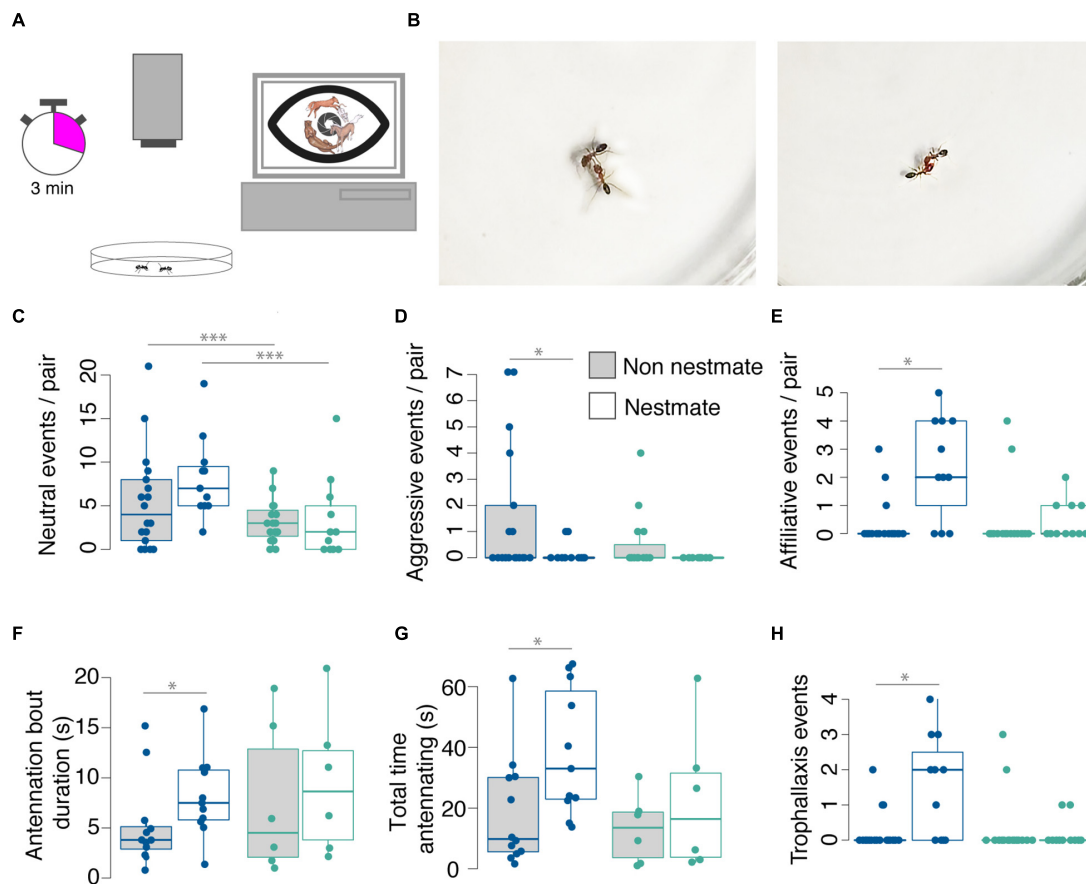 A
B
3 min
C
D
E
Neutral events / pair
20
15
10
5
0
***
***
Aggressive events / pair
7
6
5
4
3
2
1
0
*
Non nestmate
Nestmate
Affiliative events / pair
5
4
3
2
1
0
*
F
G
H
Antennation bout
duration (s)
20
15
10
5
0
*
Total time
antennating (s)
60
40
20
0
*
Trophallaxis events
4
3
2
1
0
*